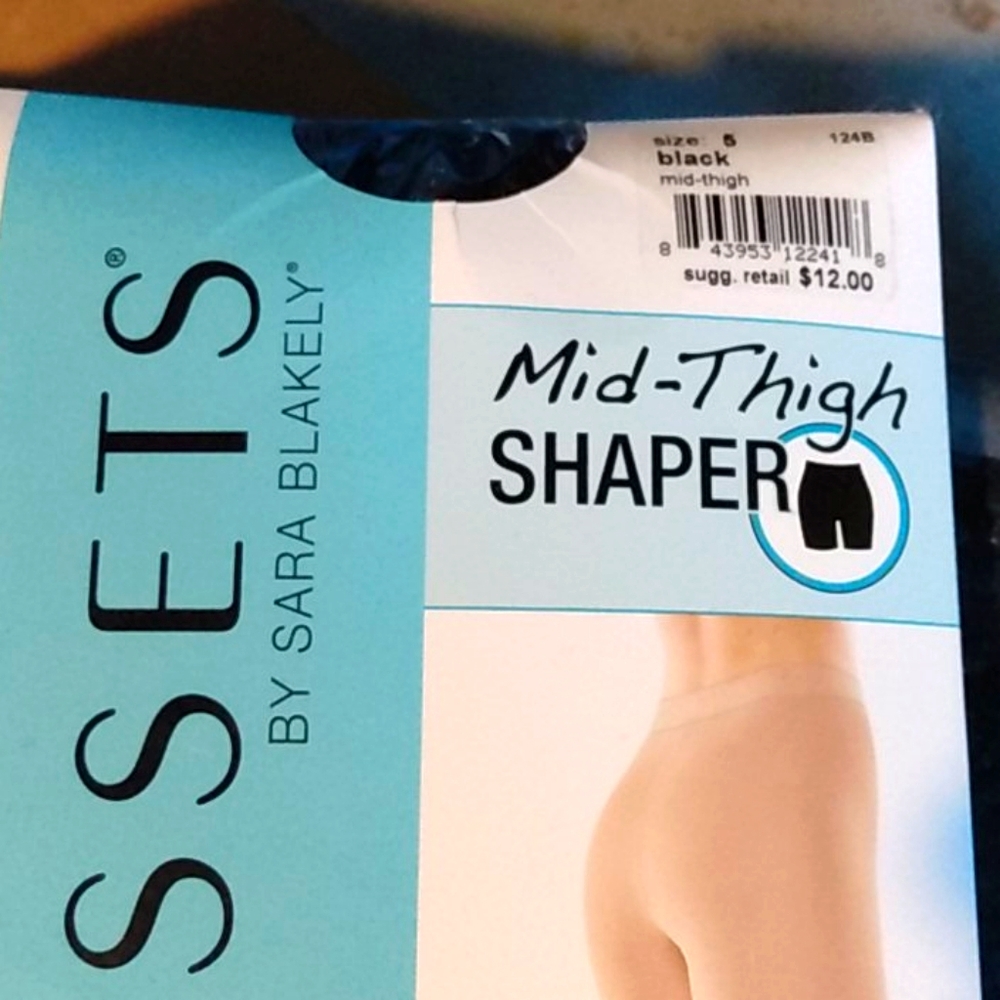 SSETS®
BY SARA BLAKELY®
size: 5 124B
black
mid-thigh
8 43953 12241 8
sugg. retail $12.00
Mid-Thigh
SHAPER